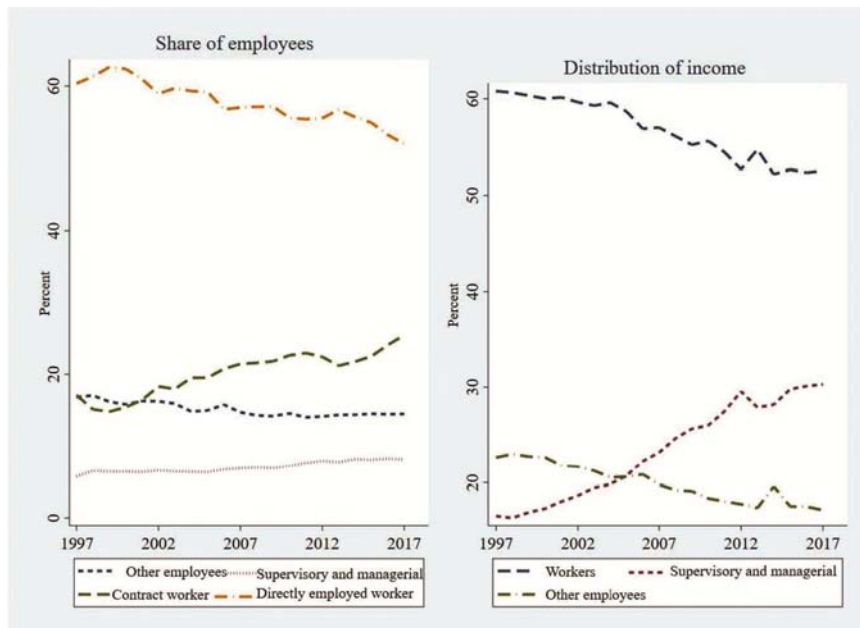 Share of employees
Percent
60
40
20
0
1997 2002 2007 2012 2017
Other employees Supervisory and managerial
Contract worker Directly employed worker
Distribution of income
Percent
60
50
40
30
20
1997 2002 2007 2012 2017
Workers Supervisory and managerial
Other employees